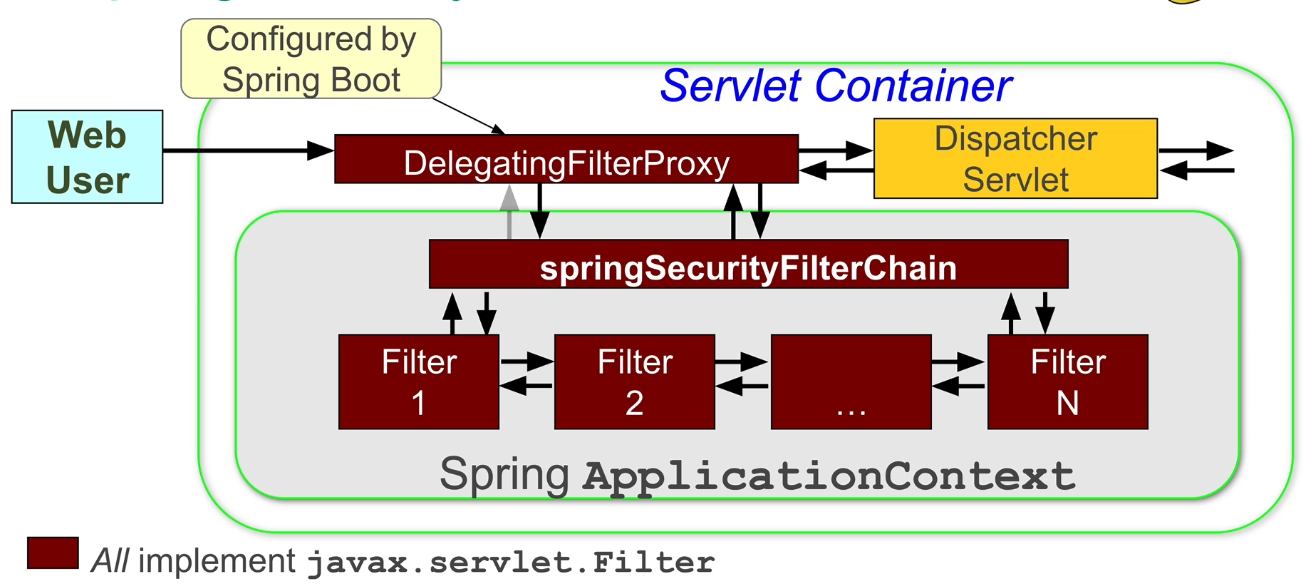 Configured by
Spring Boot
Servlet Container
Web
User
DelegatingFilterProxy
Dispatcher
Servlet
springSecurityFilterChain
Filter
1
Filter
2
...
Filter
N
Spring ApplicationContext
All implement javax.servlet.Filter